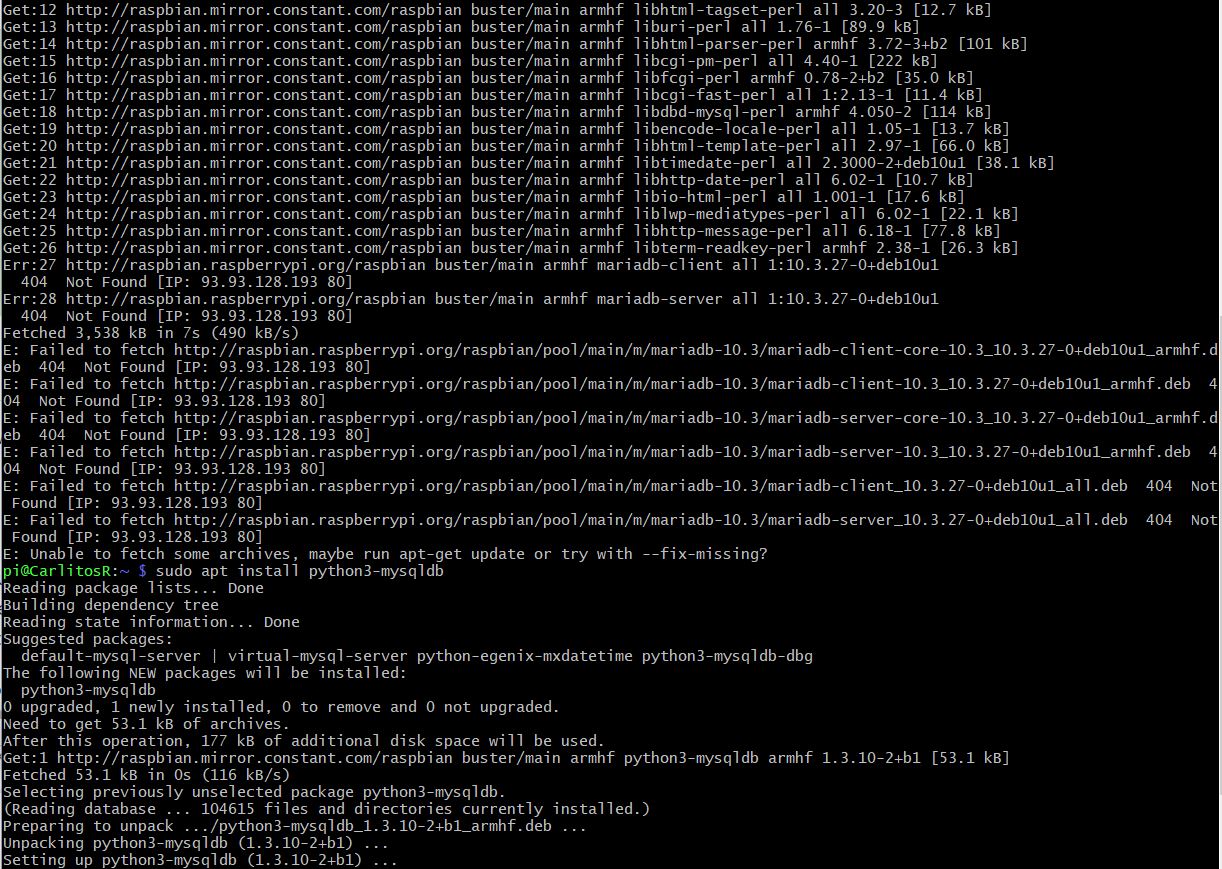 Get:12 http://raspbian.mirror.constant.com/raspbian buster/main armhf libhtml-tagset-perl all 3.20-3 [12.7 kB]
Get:13 http://raspbian.mirror.constant.com/raspbian buster/main armhf liburi-perl all 1.76-1 [89.9 kB]
Get:14 http://raspbian.mirror.constant.com/raspbian buster/main armhf libhtml-parser-perl armhf 3.72-3+b2 [101 kB]
Get:15 http://raspbian.mirror.constant.com/raspbian buster/main armhf libcgi-pm-perl all 4.40-1 [222 kB]
Get:16 http://raspbian.mirror.constant.com/raspbian buster/main armhf libfcgi-perl armhf 0.78-2+b2 [35.0 kB]
Get:17 http://raspbian.mirror.constant.com/raspbian buster/main armhf libcgi-fast-perl all 1:2.13-1 [11.4 kB]
Get:18 http://raspbian.mirror.constant.com/raspbian buster/main armhf libdbd-mysql-perl armhf 4.050-2 [114 kB]
Get:19 http://raspbian.mirror.constant.com/raspbian buster/main armhf libencode-locale-perl all 1.05-1 [13.7 kB]
Get:20 http://raspbian.mirror.constant.com/raspbian buster/main armhf libhtml-template-perl all 2.97-1 [66.0 kB]
Get:21 http://raspbian.mirror.constant.com/raspbian buster/main armhf libtimedate-perl all 2.3000-2+deb10u1 [38.1 kB]
Get:22 http://raspbian.mirror.constant.com/raspbian buster/main armhf libhttp-date-perl all 6.02-1 [10.7 kB]
Get:23 http://raspbian.mirror.constant.com/raspbian buster/main armhf libio-html-perl all 1.001-1 [17.6 kB]
Get:24 http://raspbian.mirror.constant.com/raspbian buster/main armhf liblwp-mediatypes-perl all 6.02-1 [22.1 kB]
Get:25 http://raspbian.mirror.constant.com/raspbian buster/main armhf libhttp-message-perl all 6.18-1 [77.8 kB]
Get:26 http://raspbian.mirror.constant.com/raspbian buster/main armhf libterm-readkey-perl armhf 2.38-1 [26.3 kB]
Err:27 http://raspbian.raspberrypi.org/raspbian buster/main armhf mariadb-client all 1:10.3.27-0+deb10u1
  404  Not Found [IP: 93.93.128.193 80]
Err:28 http://raspbian.raspberrypi.org/raspbian buster/main armhf mariadb-server all 1:10.3.27-0+deb10u1
  404  Not Found [IP: 93.93.128.193 80]
Fetched 3,538 kB in 7s (490 kB/s)
E: Failed to fetch http://raspbian.raspberrypi.org/raspbian/pool/main/m/mariadb-10.3/mariadb-client-core-10.3_10.3.27-0+deb10u1_armhf.d
eb  404  Not Found [IP: 93.93.128.193 80]
E: Failed to fetch http://raspbian.raspberrypi.org/raspbian/pool/main/m/mariadb-10.3/mariadb-client-10.3_10.3.27-0+deb10u1_armhf.deb  4
04  Not Found [IP: 93.93.128.193 80]
E: Failed to fetch http://raspbian.raspberrypi.org/raspbian/pool/main/m/mariadb-10.3/mariadb-server-core-10.3_10.3.27-0+deb10u1_armhf.d
eb  404  Not Found [IP: 93.93.128.193 80]
E: Failed to fetch http://raspbian.raspberrypi.org/raspbian/pool/main/m/mariadb-10.3/mariadb-server-10.3_10.3.27-0+deb10u1_armhf.deb  4
04  Not Found [IP: 93.93.128.193 80]
E: Failed to fetch http://raspbian.raspberrypi.org/raspbian/pool/main/m/mariadb-10.3/mariadb-client_10.3.27-0+deb10u1_all.deb  404  Not
 Found [IP: 93.93.128.193 80]
E: Failed to fetch http://raspbian.raspberrypi.org/raspbian/pool/main/m/mariadb-10.3/mariadb-server_10.3.27-0+deb10u1_all.deb  404  Not
 Found [IP: 93.93.128.193 80]
E: Unable to fetch some archives, maybe run apt-get update or try with --fix-missing?
pi@CarlitosR:~ $ sudo apt install python3-mysqldb
Reading package lists... Done
Building dependency tree
Reading state information... Done
Suggested packages:
  default-mysql-server | virtual-mysql-server python-egenix-mxdatetime python3-mysqldb-dbg
The following NEW packages will be installed:
  python3-mysqldb
0 upgraded, 1 newly installed, 0 to remove and 0 not upgraded.
Need to get 53.1 kB of archives.
After this operation, 177 kB of additional disk space will be used.
Get:1 http://raspbian.mirror.constant.com/raspbian buster/main armhf python3-mysqldb armhf 1.3.10-2+b1 [53.1 kB]
Fetched 53.1 kB in 0s (116 kB/s)
Selecting previously unselected package python3-mysqldb.
(Reading database ... 104615 files and directories currently installed.)
Preparing to unpack .../python3-mysqldb_1.3.10-2+b1_armhf.deb ...
Unpacking python3-mysqldb (1.3.10-2+b1) ...
Setting up python3-mysqldb (1.3.10-2+b1) ...